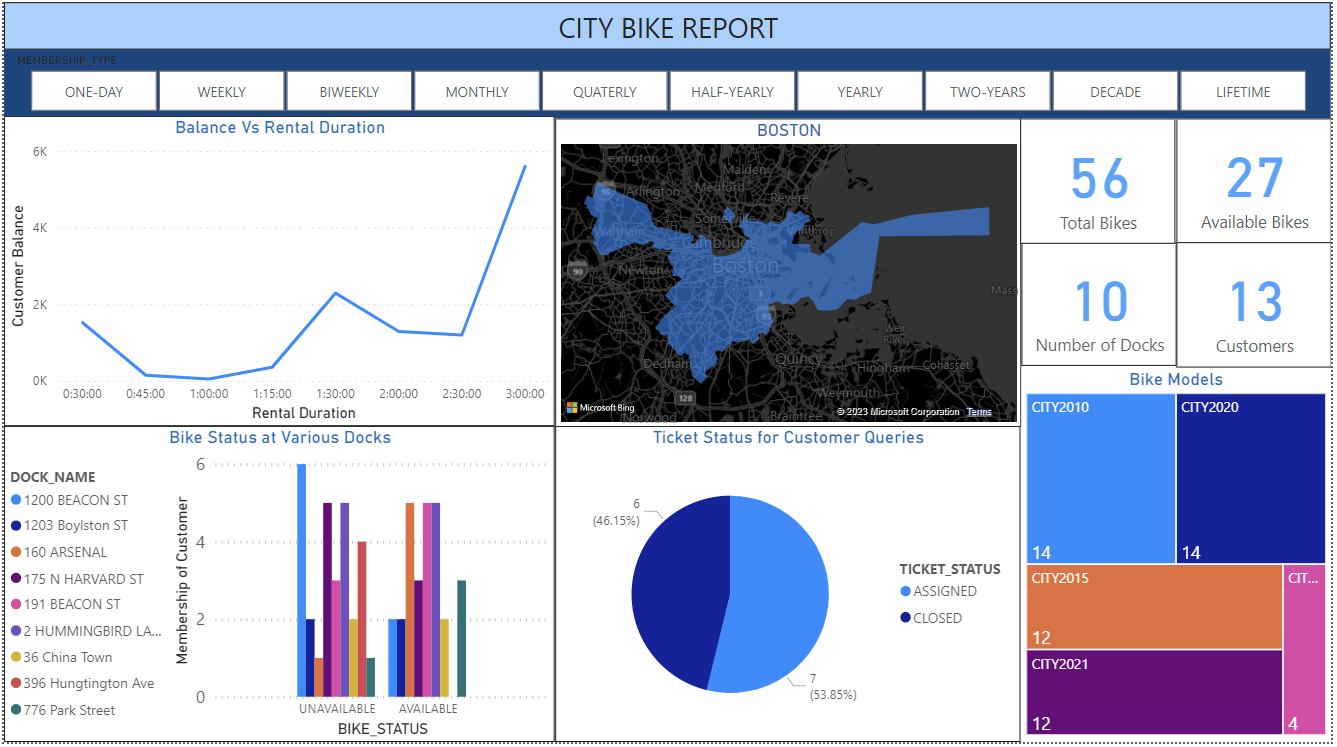 CITY BIKE REPORT
MEMBERSHIP_TYPE
ONE-DAY
WEEKLY
BIWEEKLY
MONTHLY
QUATERLY
HALF-YEARLY
YEARLY
TWO-YEARS
DECADE
LIFETIME
Balance Vs Rental Duration
Customer Balance
6K
4K
2K
0K
0:30:00 0:45:00 1:00:00 1:15:00 1:30:00 2:00:00 2:30:00 3:00:00
Rental Duration
BOSTON
Lexington
Malden
95
Arlington
Medford
Revere
Somerville
Winthrop
Waltham
Cambridge
Newton
Boston
90
3
93
Mass
Weir
River
Dedham
Quincy
Hingham
Cohasset
128
Weymouth
Norwood
Braintree
Microsoft Bing
© 2023 Microsoft Corporation Terms
56
Total Bikes
27
Available Bikes
10
Number of Docks
13
Customers
Bike Status at Various Docks
DOCK_NAME
1200 BEACON ST
1203 Boylston ST
160 ARSENAL
175 N HARVARD ST
191 BEACON ST
2 HUMMINGBIRD LA...
36 China Town
396 Hungtington Ave
776 Park Street
Membership of Customer
6
4
2
0
UNAVAILABLE AVAILABLE
BIKE_STATUS
Ticket Status for Customer Queries
6
(46.15%)
7
(53.85%)
TICKET_STATUS
ASSIGNED
CLOSED
Bike Models
CITY2010
14
CITY2020
14
CITY2015
12
CIT...
4
CITY2021
12